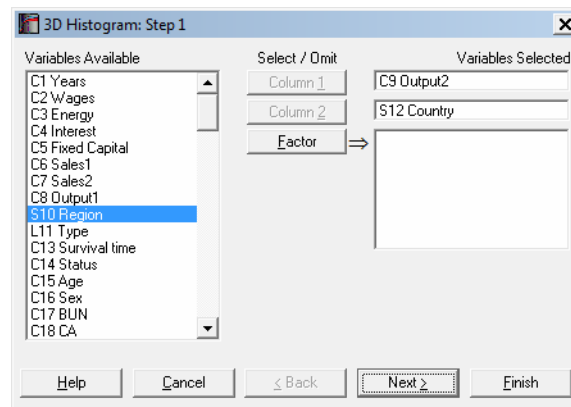 3D Histogram: Step 1
Variables Available
Select / Omit
Variables Selected
C1 Years
C2 Wages
C3 Energy
C4 Interest
C5 Fixed Capital
C6 Sales1
C7 Sales2
C8 Output1
S10 Region
L11 Type
C13 Survival time
C14 Status
C15 Age
C16 Sex
C17 BUN
C18 CA
Column 1
Column 2
Factor
C9 Output2
S12 Country
Help
Cancel
< Back
Next >
Finish